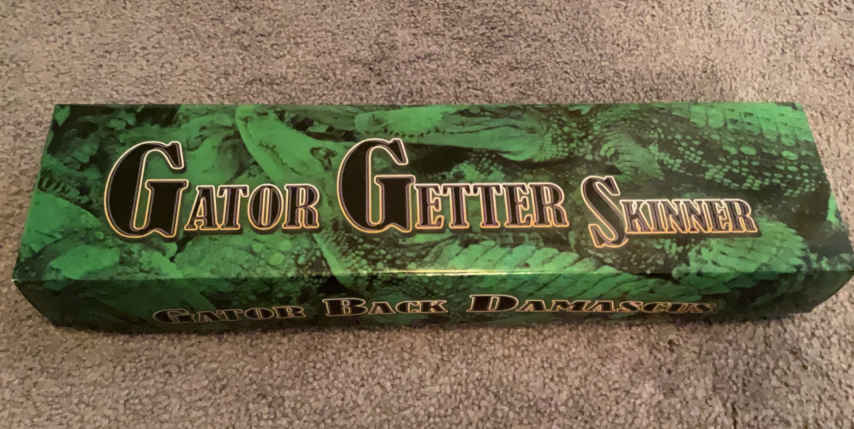 GATOR GETTER SKINNER
GATOR BACK DAMASCUS